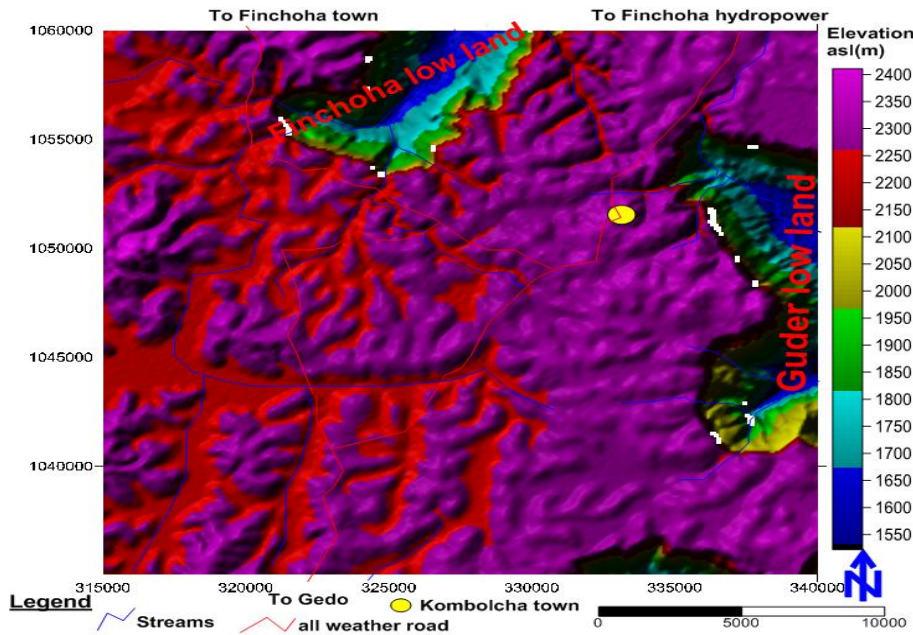 To Finchoha town
To Finchoha hydropower
Elevation
asl(m)
1060000
1055000
1050000
1045000
1040000
Finchoha low land
Guder low land
2400
2350
2300
2250
2200
2150
2100
2050
2000
1950
1900
1850
1800
1750
1700
1650
1600
1550
315000
320000
325000
330000
335000
340000
N
Legend
Streams
To Gedo
all weather road
Kombolcha town
0
5000
10000